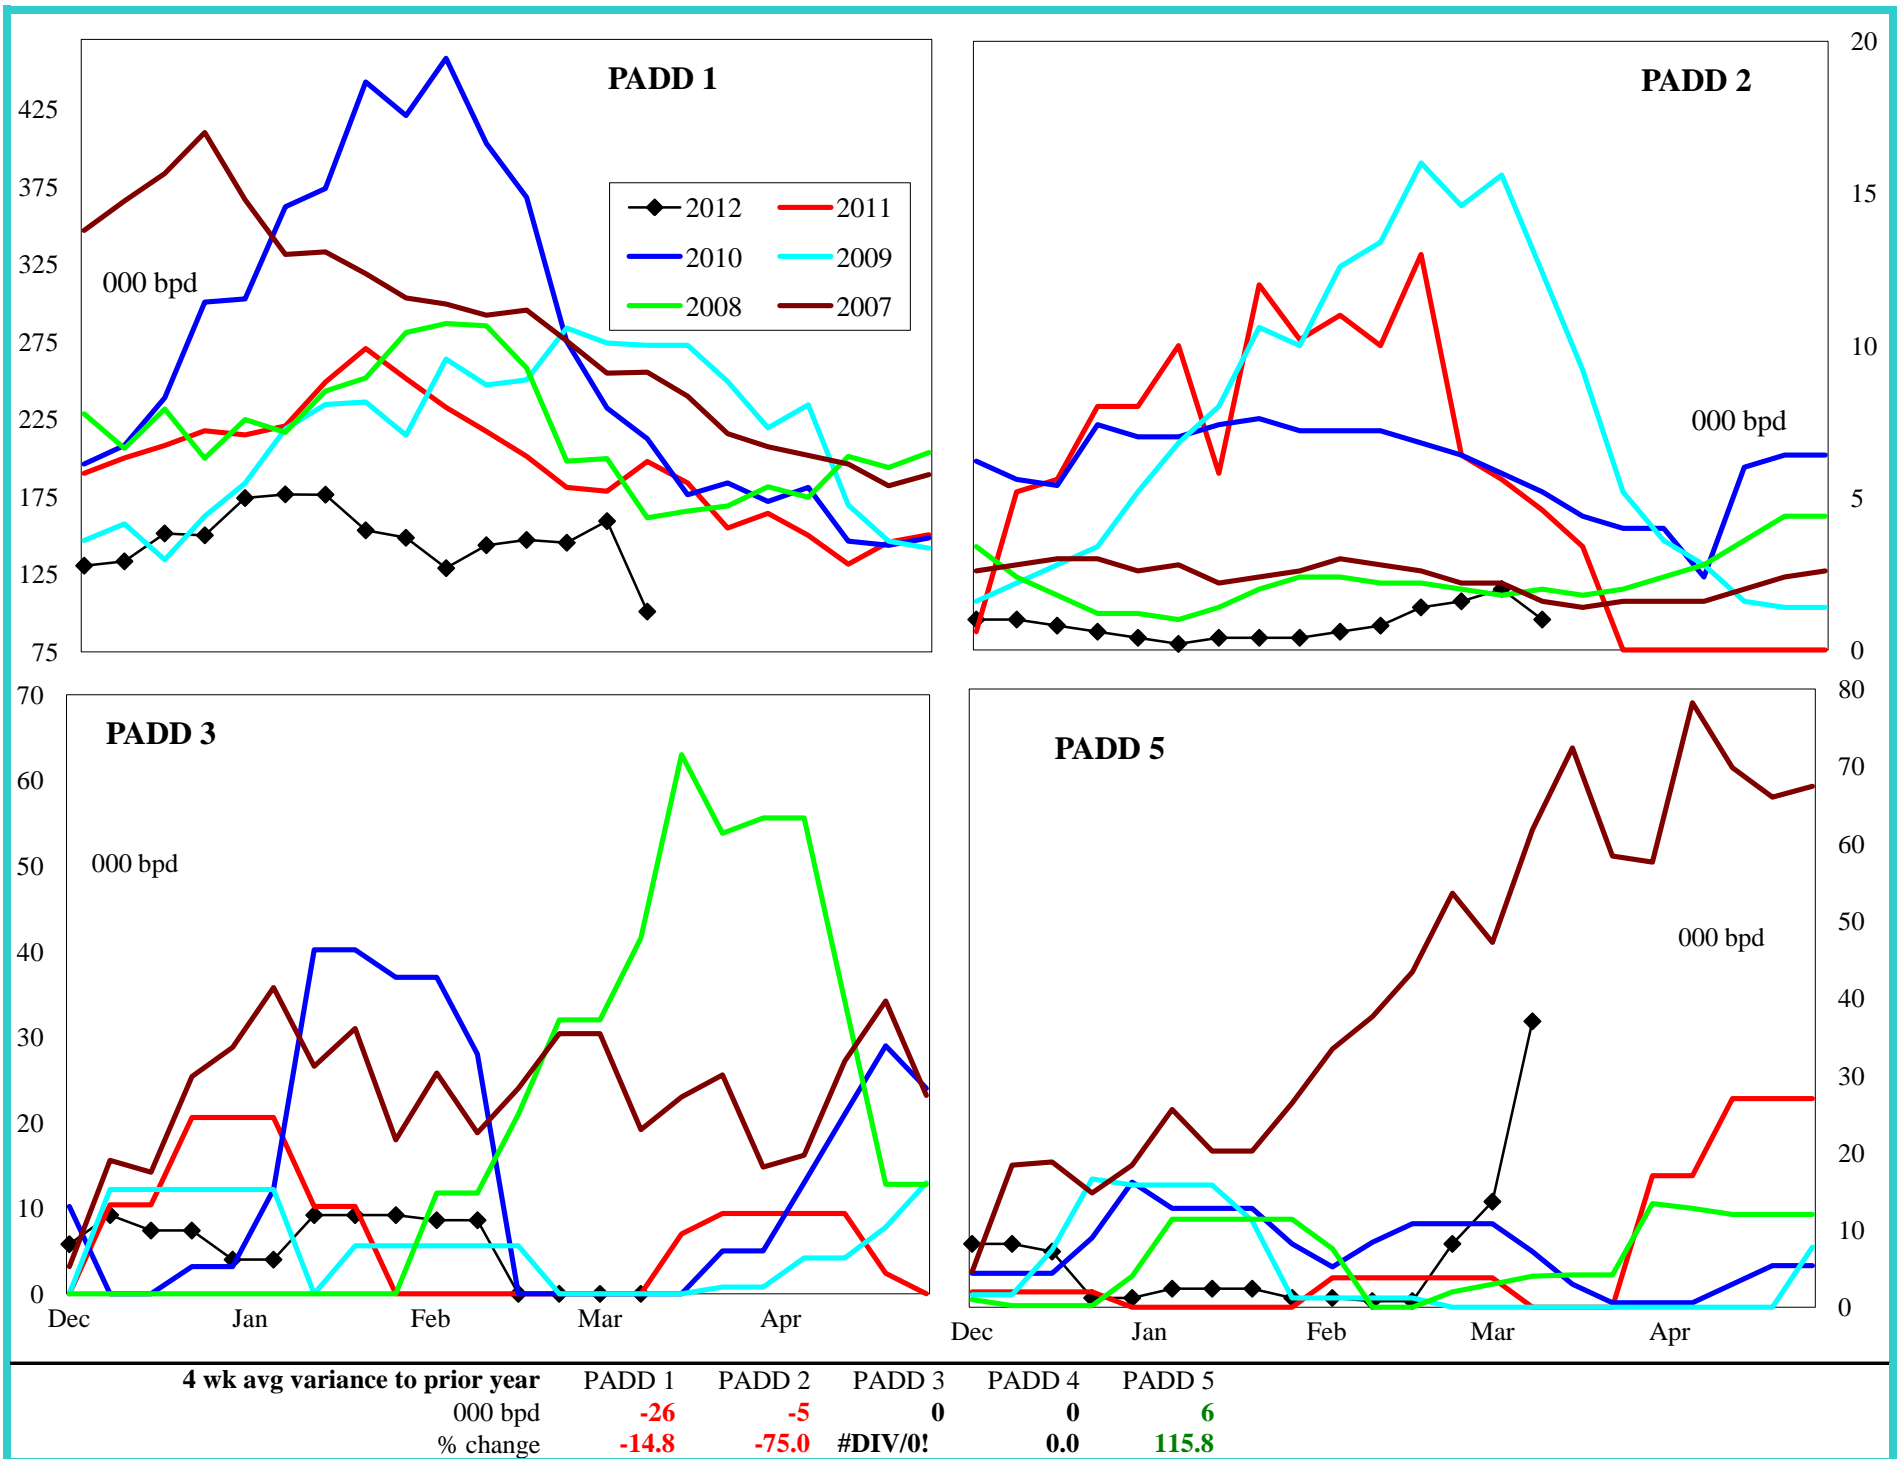 PADD 1
425
375
325
275
225
175
125
75
000 bpd
2012 2011
2010 2009
2008 2007
PADD 2
20
15
10
5
0
000 bpd
PADD 3
70
60
50
40
30
20
10
0
000 bpd
Dec Jan Feb Mar Apr
PADD 5
80
70
60
50
40
30
20
10
0
000 bpd
Dec Jan Feb Mar Apr
4 wk avg variance to prior year PADD 1 PADD 2 PADD 3 PADD 4 PADD 5
000 bpd -26 -5 0 0 6
% change -14.8 -75.0 #DIV/0! 0.0 115.8